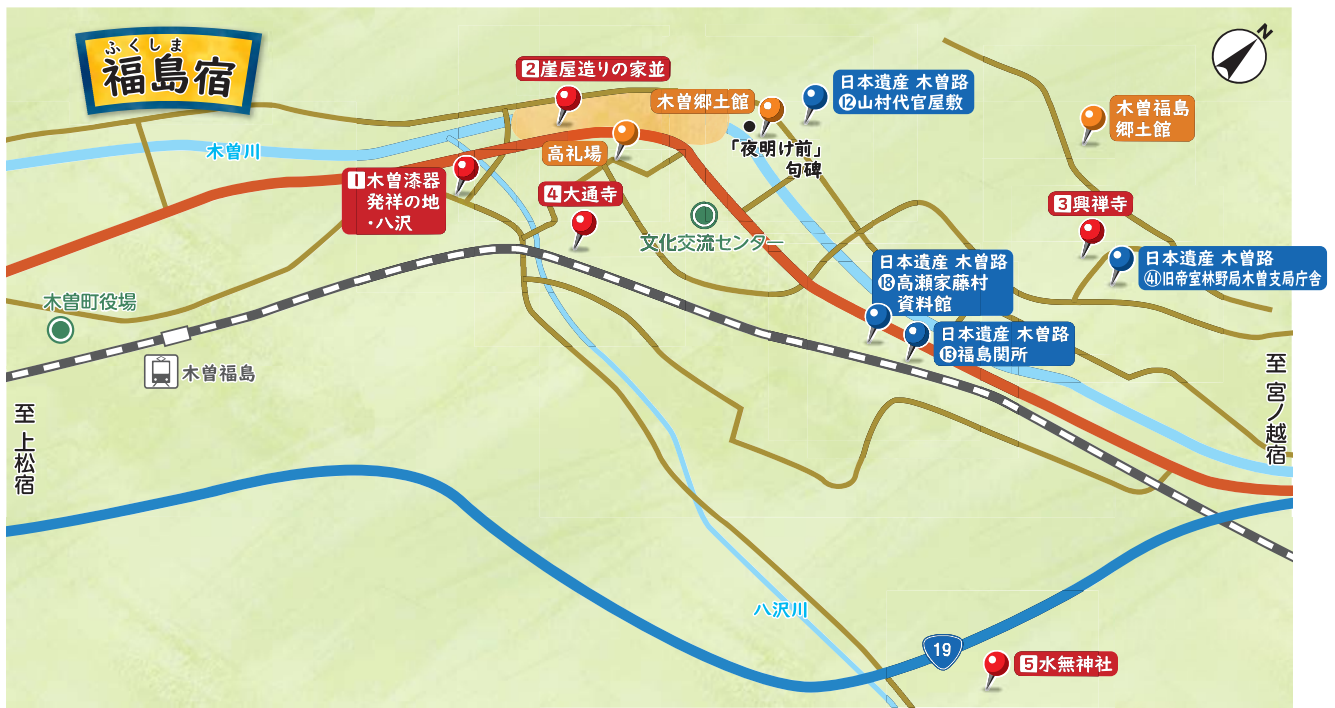 ふくしま
福島宿
N
2崖屋造りの家並
木曽郷土館
日本遺産 木曽路
⑫山村代官屋敷
木曽福島
郷土館
木曽川
高札場
「夜明け前」
句碑
1木曽漆器
発祥の地
・八沢
4大通寺
文化交流センター
3興禅寺
日本遺産 木曽路
⑱高瀬家藤村
資料館
日本遺産 木曽路
㊶旧帝室林野局木曽支局庁舎
木曽町役場
日本遺産 木曽路
⑬福島関所
木曽福島
至 上松宿
至 宮ノ越宿
八沢川
19
5水無神社